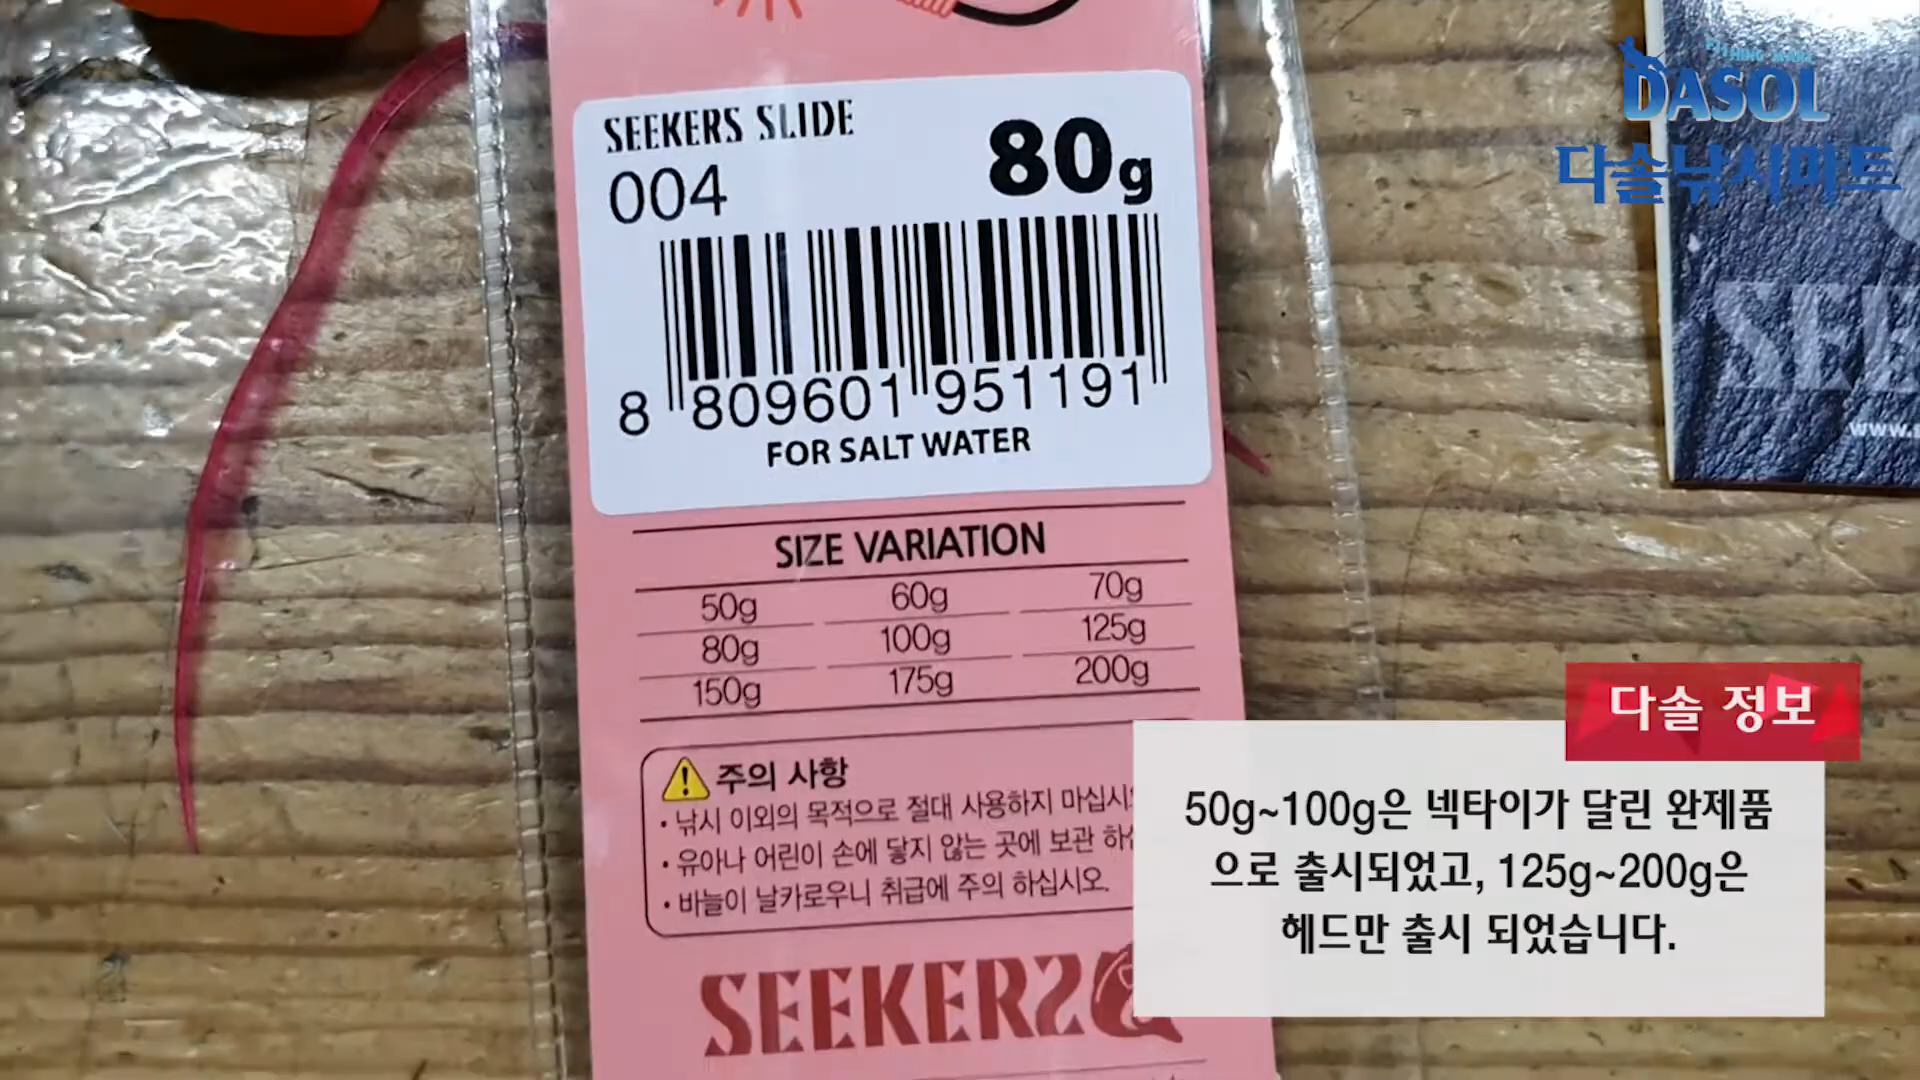 SEEKERS SLIDE
004
80g
8 809601 951191
FOR SALT WATER
SIZE VARIATION
50g 60g 70g
80g 100g 125g
150g 175g 200g
주의 사항
• 낚시 이외의 목적으로 절대 사용하지
• 유아나 어린이 손에 닿지 않는 곳에 보관
• 바늘이 날카로우니 취급에 주의 하십시오.
SEEKERS
DASOL
다솔낚시마트
www.
다솔 정보
50g~100g은 넥타이가 달린 완제품
으로 출시되었고, 125g~200g은
헤드만 출시 되었습니다.